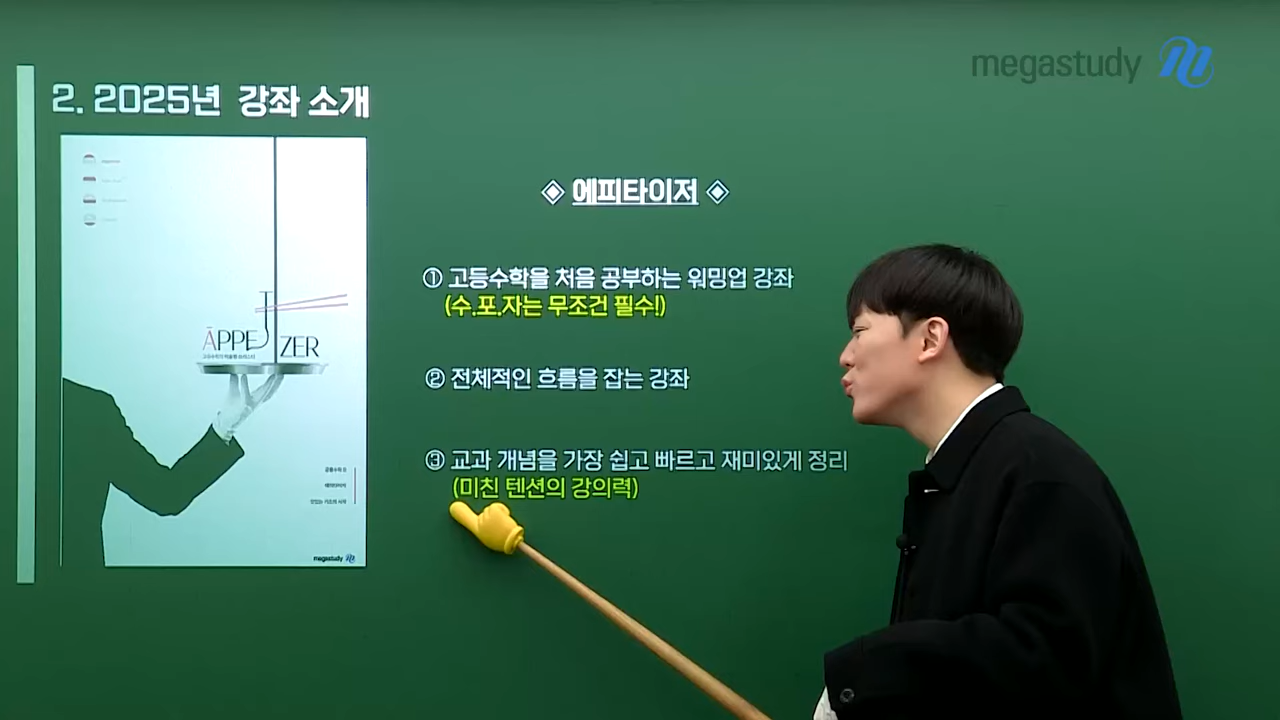 megastudy
2. 2025년 강좌 소개
APPETIZER
megastudy
◈ 에피타이저 ◈
① 고등수학을 처음 공부하는 워밍업 강좌
(수.포.자는 무조건 필수!)
② 전체적인 흐름을 잡는 강좌
③ 교과 개념을 가장 쉽고 빠르고 재미있게 정리
(미친 텐션의 강의력)